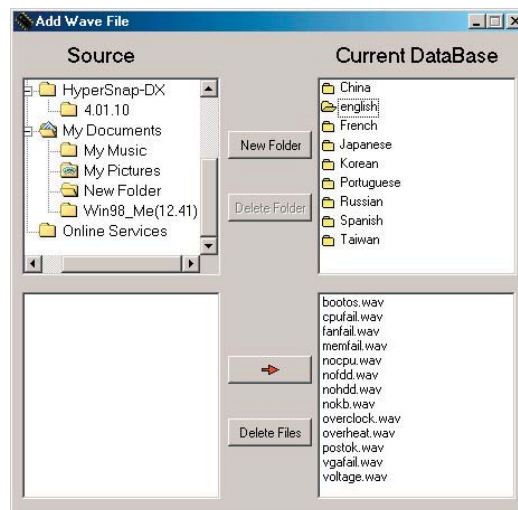 Add Wave File
Source
Current DataBase
HyperSnap-DX
4.01.10
My Documents
My Music
My Pictures
New Folder
Win98_Me(12.41)
Online Services
New Folder
Delete Folder
China
english
French
Japanese
Korean
Portuguese
Russian
Spanish
Taiwan
Delete Files
bootos.wav
cpufail.wav
fanfail.wav
memfail.wav
nocpu.wav
nofdd.wav
nohdd.wav
nokb.wav
overclock.wav
overheat.wav
postok.wav
vgafail.wav
voltage.wav